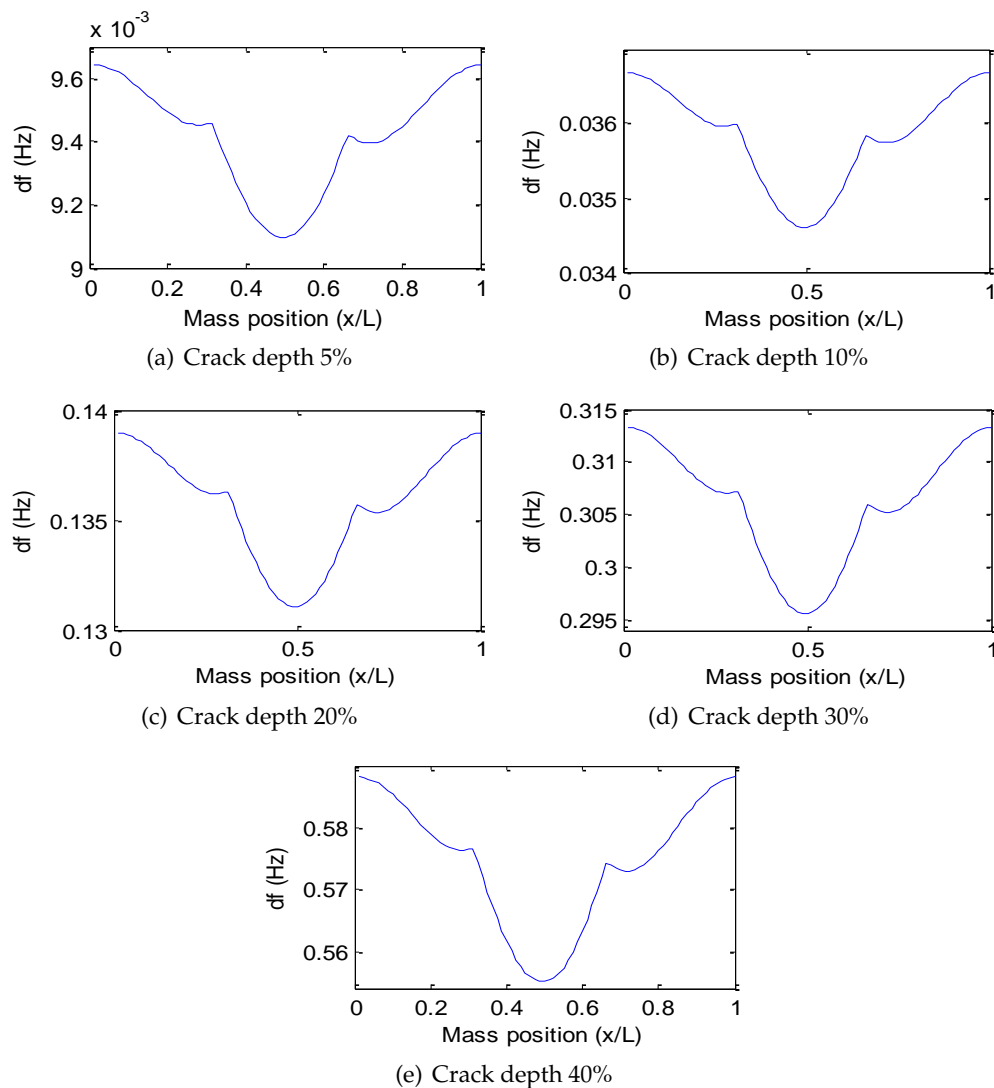 x 10 -3
9.6
9.4
9.2
9
df (Hz)
0 0.2 0.4 0.6 0.8 1
Mass position (x/L)
(a) Crack depth 5%
0.036
0.035
0.034
df (Hz)
0 0.5 1
Mass position (x/L)
(b) Crack depth 10%
0.14
0.135
0.13
df (Hz)
0 0.5 1
Mass position (x/L)
(c) Crack depth 20%
0.315
0.31
0.305
0.3
0.295
df (Hz)
0 0.5 1
Mass position (x/L)
(d) Crack depth 30%
0.58
0.57
0.56
df (Hz)
0 0.2 0.4 0.6 0.8 1
Mass position (x/L)
(e) Crack depth 40%